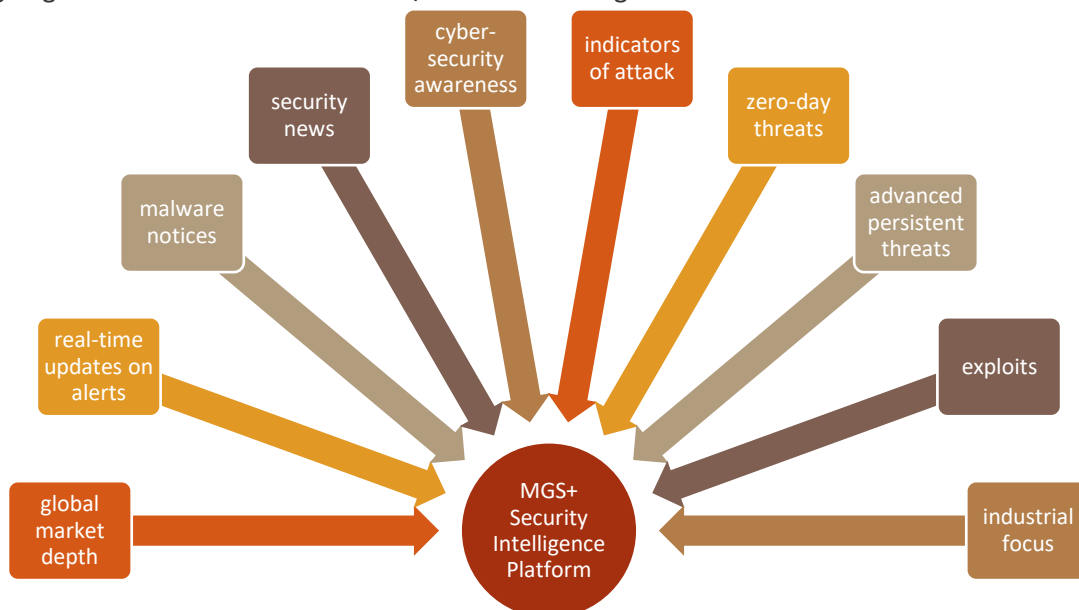 cyber-
security
awareness
indicators
of attack
security
news
zero-day
threats
malware
notices
advanced
persistent
threats
real-time
updates on
alerts
exploits
global
market
depth
MGS+
Security
Intelligence
Platform
industrial
focus